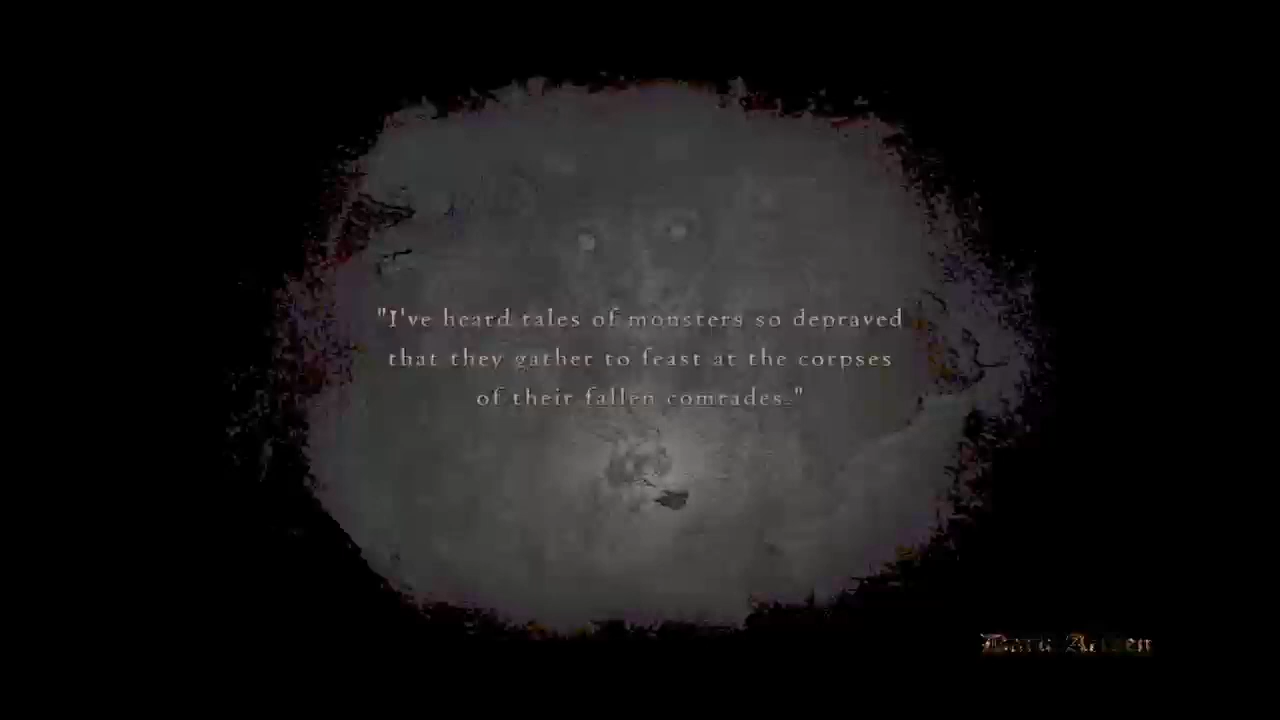 "I've heard tales of monsters so depraved
that they gather to feast at the corpses
of their fallen comrades."